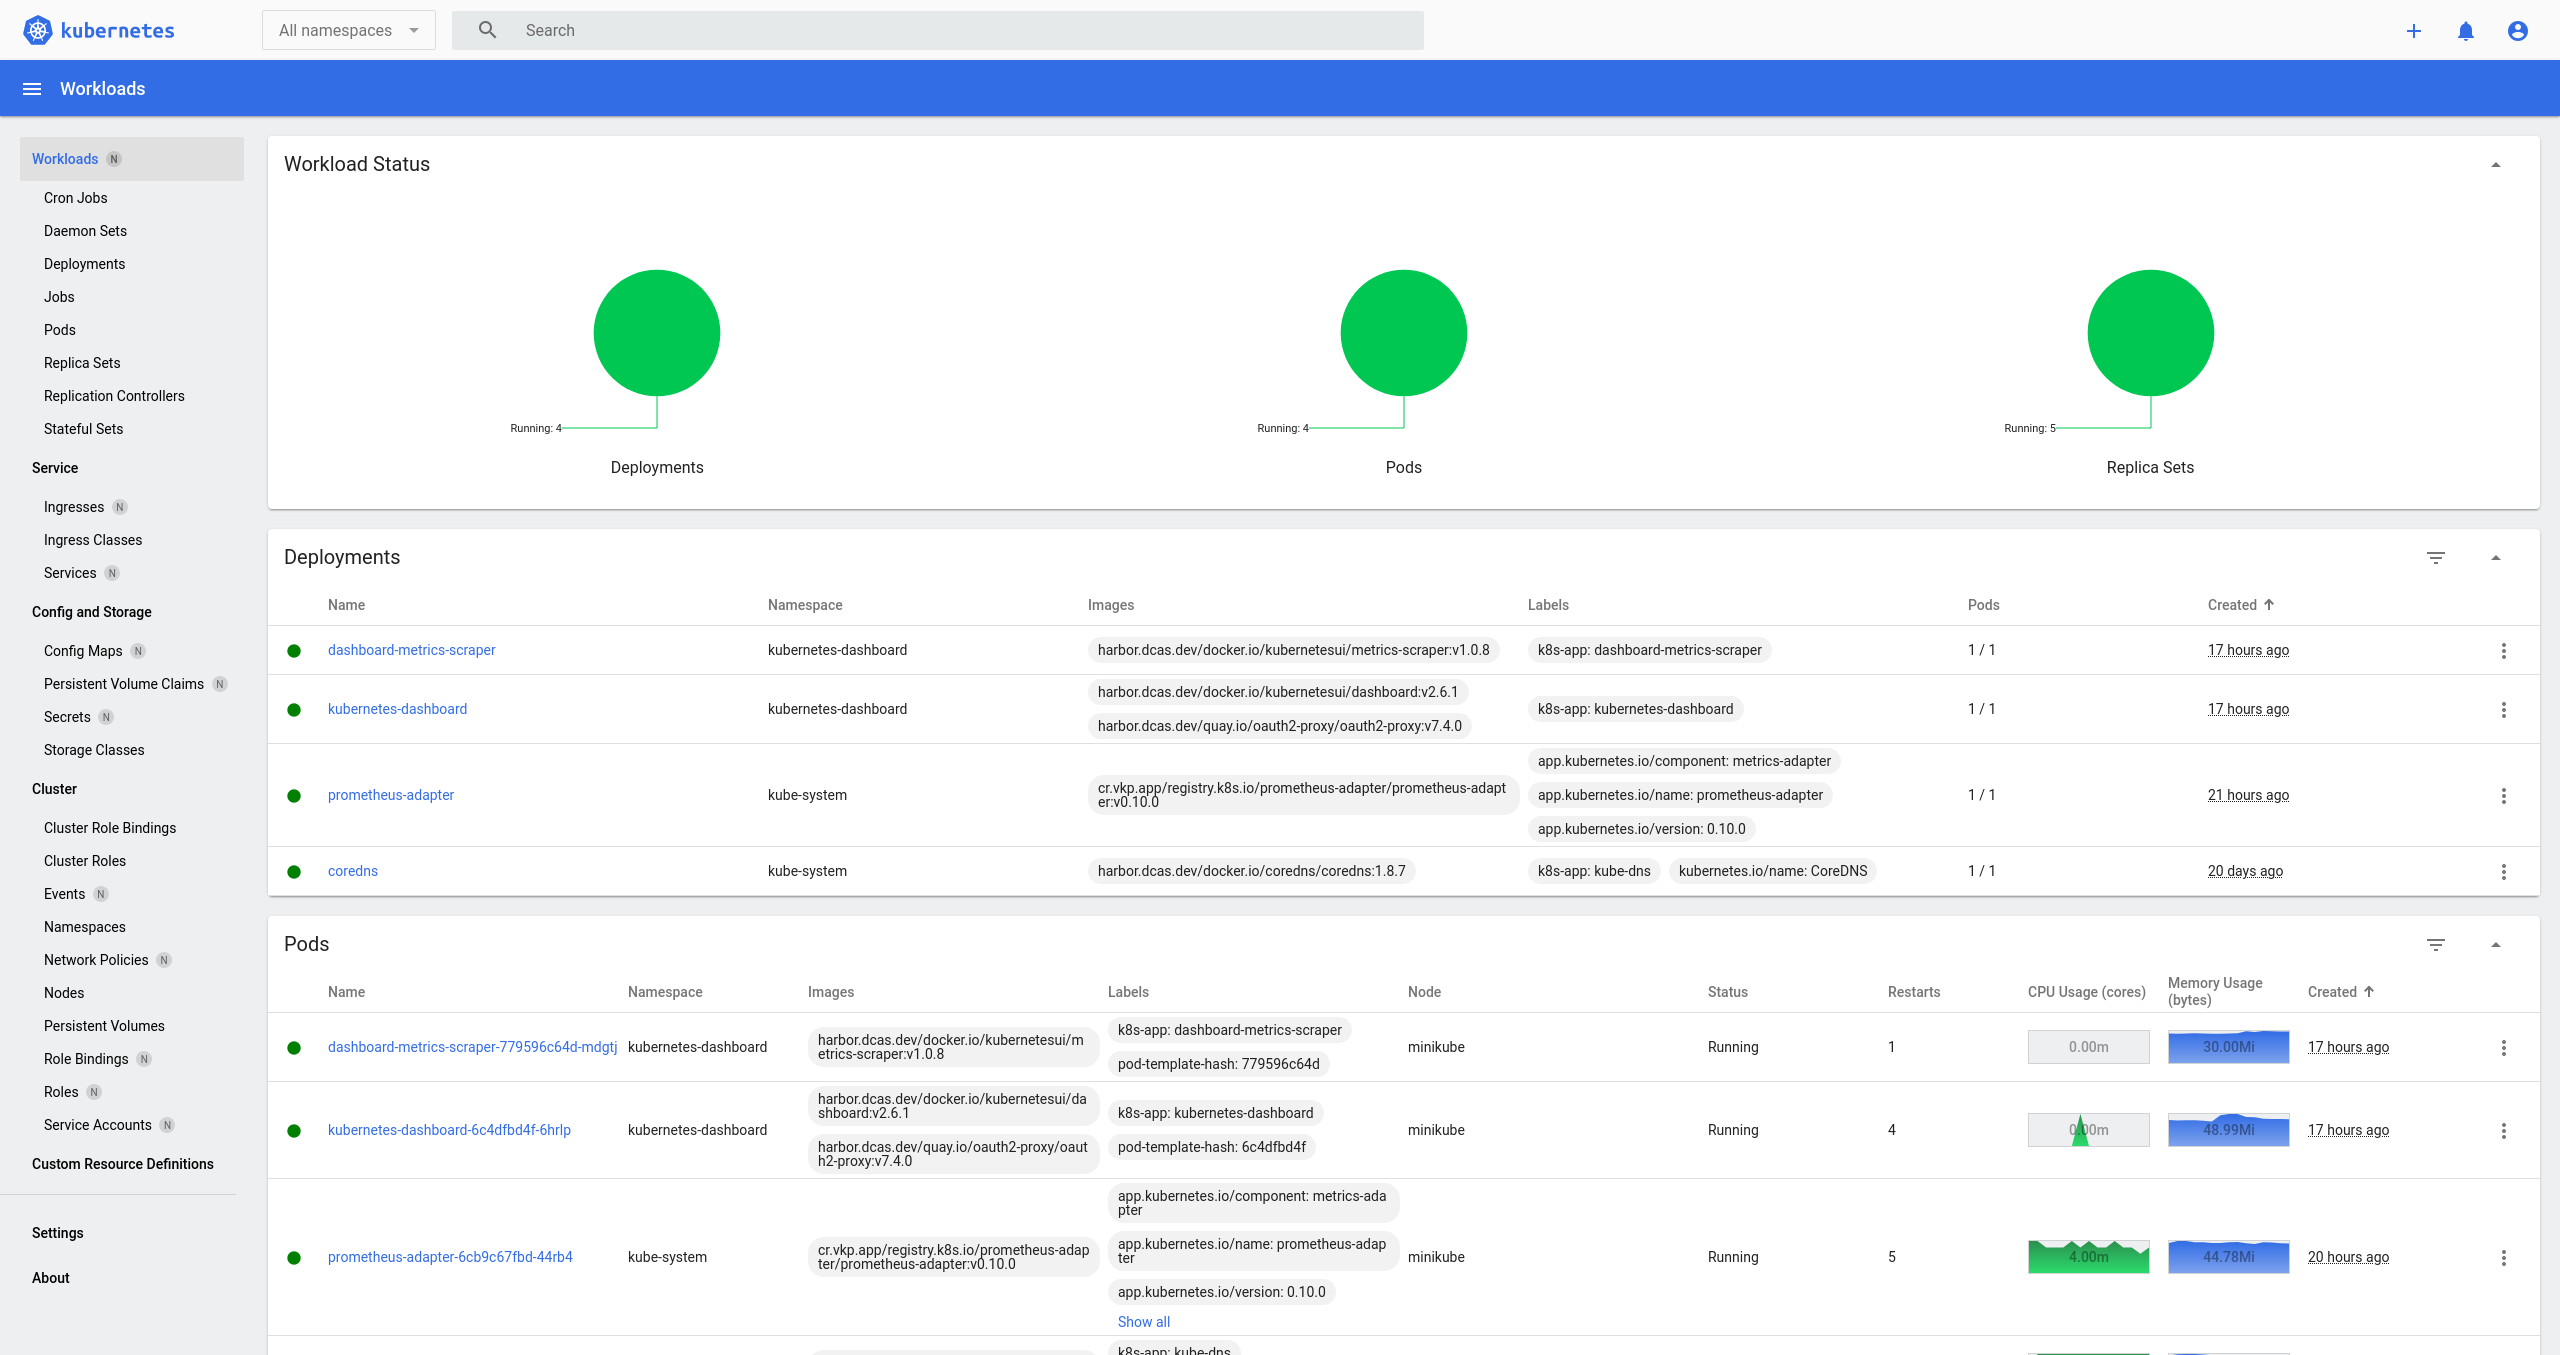 kubernetes
All namespaces
Search
Workloads
Workloads N
Cron Jobs
Daemon Sets
Deployments
Jobs
Pods
Replica Sets
Replication Controllers
Stateful Sets
Service
Ingresses N
Ingress Classes
Services N
Config and Storage
Config Maps N
Persistent Volume Claims N
Secrets N
Storage Classes
Cluster
Cluster Role Bindings
Cluster Roles
Events N
Namespaces
Network Policies N
Nodes
Persistent Volumes
Role Bindings N
Roles N
Service Accounts N
Custom Resource Definitions
Settings
About
Workload Status
Running: 4
Deployments
Running: 4
Pods
Running: 5
Replica Sets
Deployments
Name Namespace Images Labels Pods Created
dashboard-metrics-scraper kubernetes-dashboard harbor.dcas.dev/docker.io/kubernetesui/metrics-scraper:v1.0.8 k8s-app: dashboard-metrics-scraper 1 / 1 17 hours ago
harbor.dcas.dev/docker.io/kubernetesui/dashboard:v2.6.1
kubernetes-dashboard kubernetes-dashboard k8s-app: kubernetes-dashboard 1 / 1 17 hours ago
harbor.dcas.dev/quay.io/oauth2-proxy/oauth2-proxy:v7.4.0
app.kubernetes.io/component: metrics-adapter
cr.vkp.app/registry.k8s.io/prometheus-adapter/prometheus-adapt
prometheus-adapter kube-system app.kubernetes.io/name: prometheus-adapter 1 / 1 21 hours ago
er:v0.10.0
app.kubernetes.io/version: 0.10.0
coredns kube-system harbor.dcas.dev/docker.io/coredns/coredns:1.8.7 k8s-app: kube-dns kubernetes.io/name: CoreDNS 1 / 1 20 days ago
Pods
Name Namespace Images Labels Node Status Restarts CPU Usage (cores) Memory Usage Created
(bytes)
k8s-app: dashboard-metrics-scraper
harbor.dcas.dev/docker.io/kubernetesui/m
dashboard-metrics-scraper-779596c64d-mdgtj kubernetes-dashboard minikube Running 1 0.00m 30.00Mi 17 hours ago
etrics-scraper:v1.0.8
pod-template-hash: 779596c64d
harbor.dcas.dev/docker.io/kubernetesui/da
shboard:v2.6.1
k8s-app: kubernetes-dashboard
kubernetes-dashboard-6c4dfbd4f-6hrlp kubernetes-dashboard minikube Running 4 0.00m 48.99Mi 17 hours ago
harbor.dcas.dev/quay.io/oauth2-proxy/oaut
pod-template-hash: 6c4dfbd4f
h2-proxy:v7.4.0
app.kubernetes.io/component: metrics-ada
pter
app.kubernetes.io/name: prometheus-adap
ter
cr.vkp.app/registry.k8s.io/prometheus-adap
prometheus-adapter-6cb9c67fbd-44rb4 kube-system minikube Running 5 4.00m 44.78Mi 20 hours ago
ter/prometheus-adapter:v0.10.0
app.kubernetes.io/version: 0.10.0
Show all
k8s-app: kube-dns